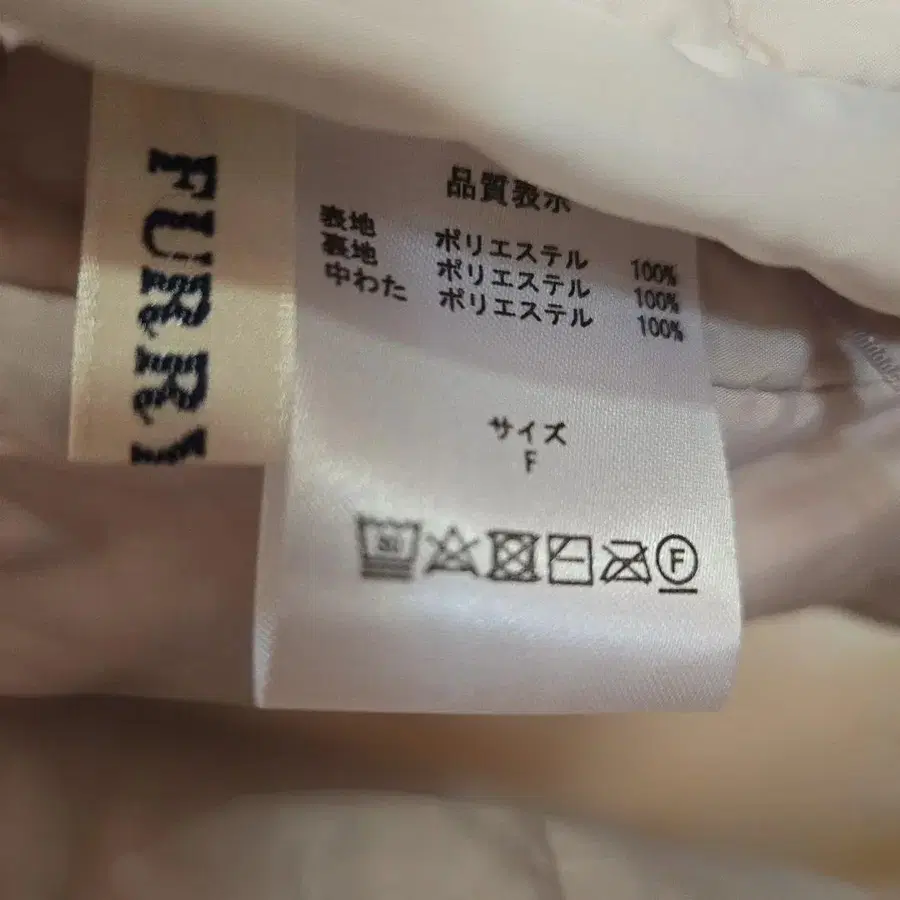 FURRY
品質表示
表地 ポリエステル 100%
裏地 ポリエステル 100%
中わた ポリエステル 100%
サイズ
F
F